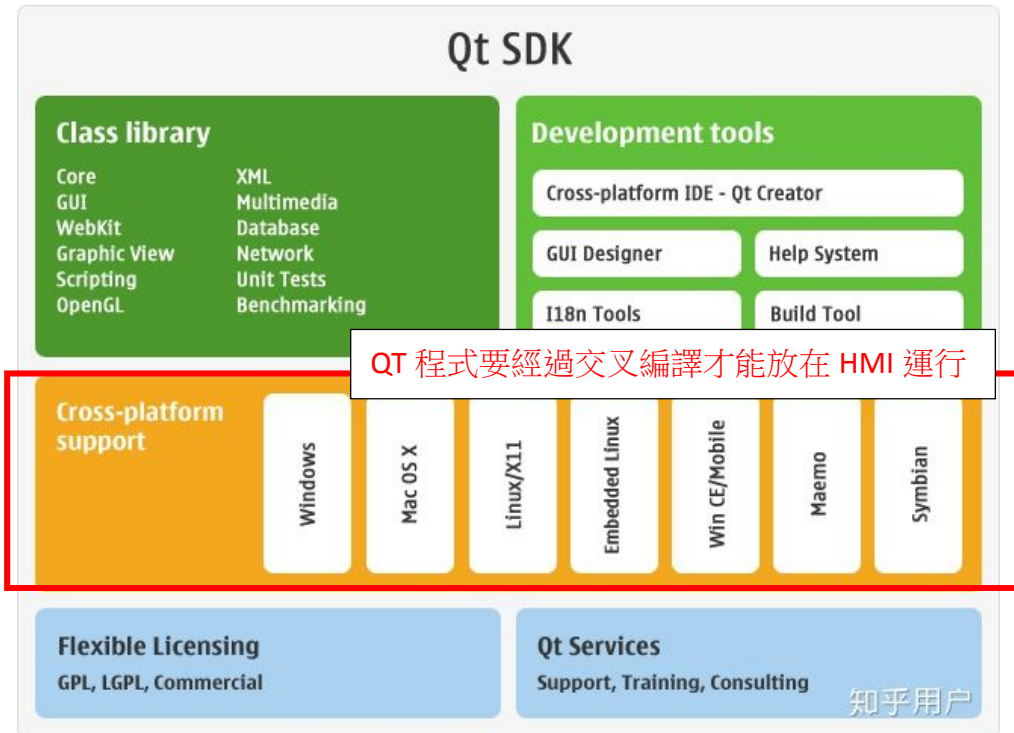 Qt SDK
Class library
Core
GUI
WebKit
Graphic View
Scripting
OpenGL
XML
Multimedia
Database
Network
Unit Tests
Benchmarking
Development tools
Cross-platform IDE - Qt Creator
GUI Designer
Help System
I18n Tools
Build Tool
QT 程式要經過交叉編譯才能放在 HMI 運行
Cross-platform
support
Windows
Mac OS X
Linux/X11
Embedded Linux
Win CE/Mobile
Maemo
Symbian
Flexible Licensing
GPL, LGPL, Commercial
Qt Services
Support, Training, Consulting
知乎用户